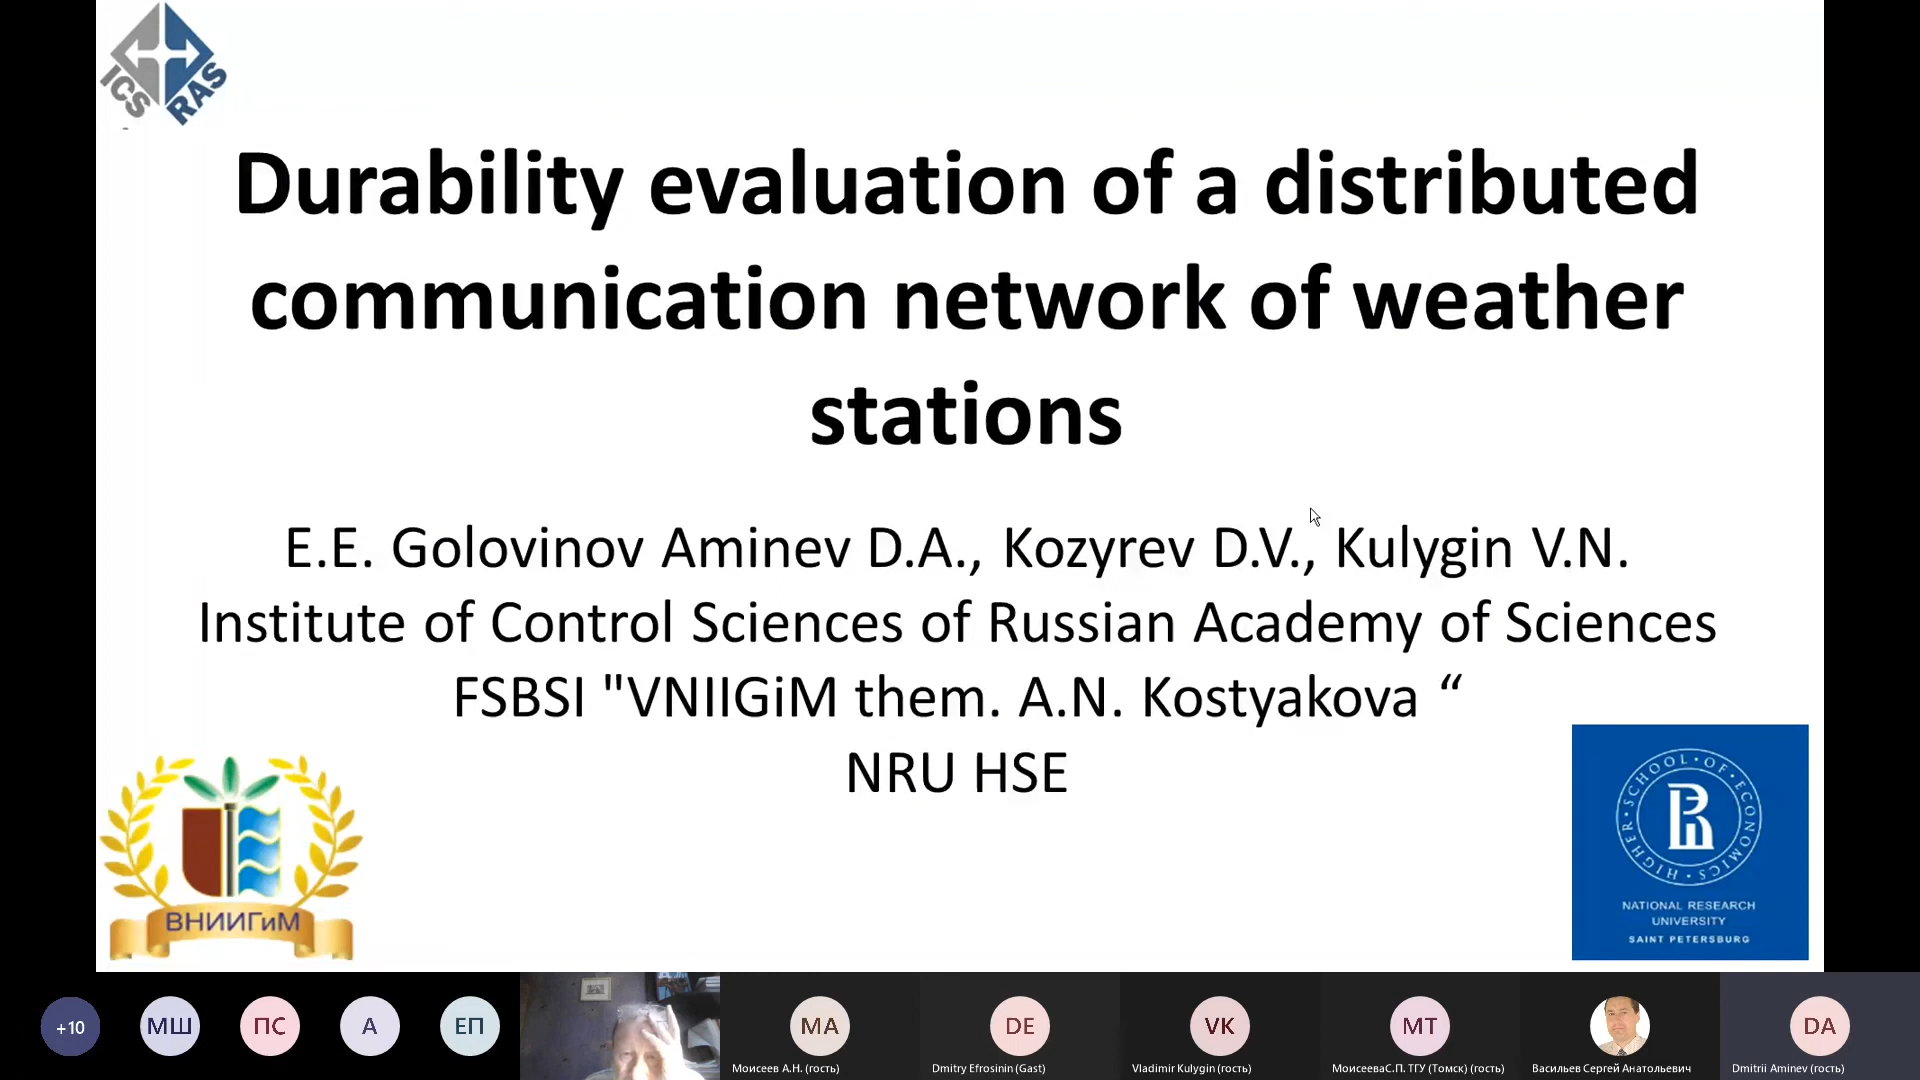 ICS RAS
Durability evaluation of a distributed
communication network of weather
stations
E.E. Golovinov Aminev D.A., Kozyrev D.V., Kulygin V.N.
Institute of Control Sciences of Russian Academy of Sciences
FSBSI "VNIIGiM them. A.N. Kostyakova “
NRU HSE
ВНИИГиМ
HIGHER · SCHOOL · OF · ECONOMICS ·
NATIONAL RESEARCH
UNIVERSITY
SAINT PETERSBURG
+10
МШ
ПС
А
ЕП
МА
DE
VK
МТ
DA
Моисеев А.Н. (гость)
Dmitry Efrosinin (Gast)
Vladimir Kulygin (гость)
МоисееваС.П. ТГУ (Томск) (гость)
Васильев Сергей Анатольевич
Dmitrii Aminev (гость)